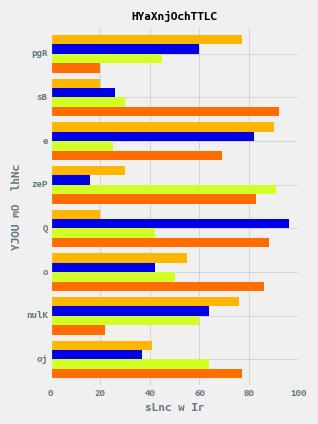 HYaXnjOchTTLC
pgR
sB
e
zeP
Q
o
nulK
oj
YJOU mO lhNc
0 20 40 60 80 100
sLnc w Ir